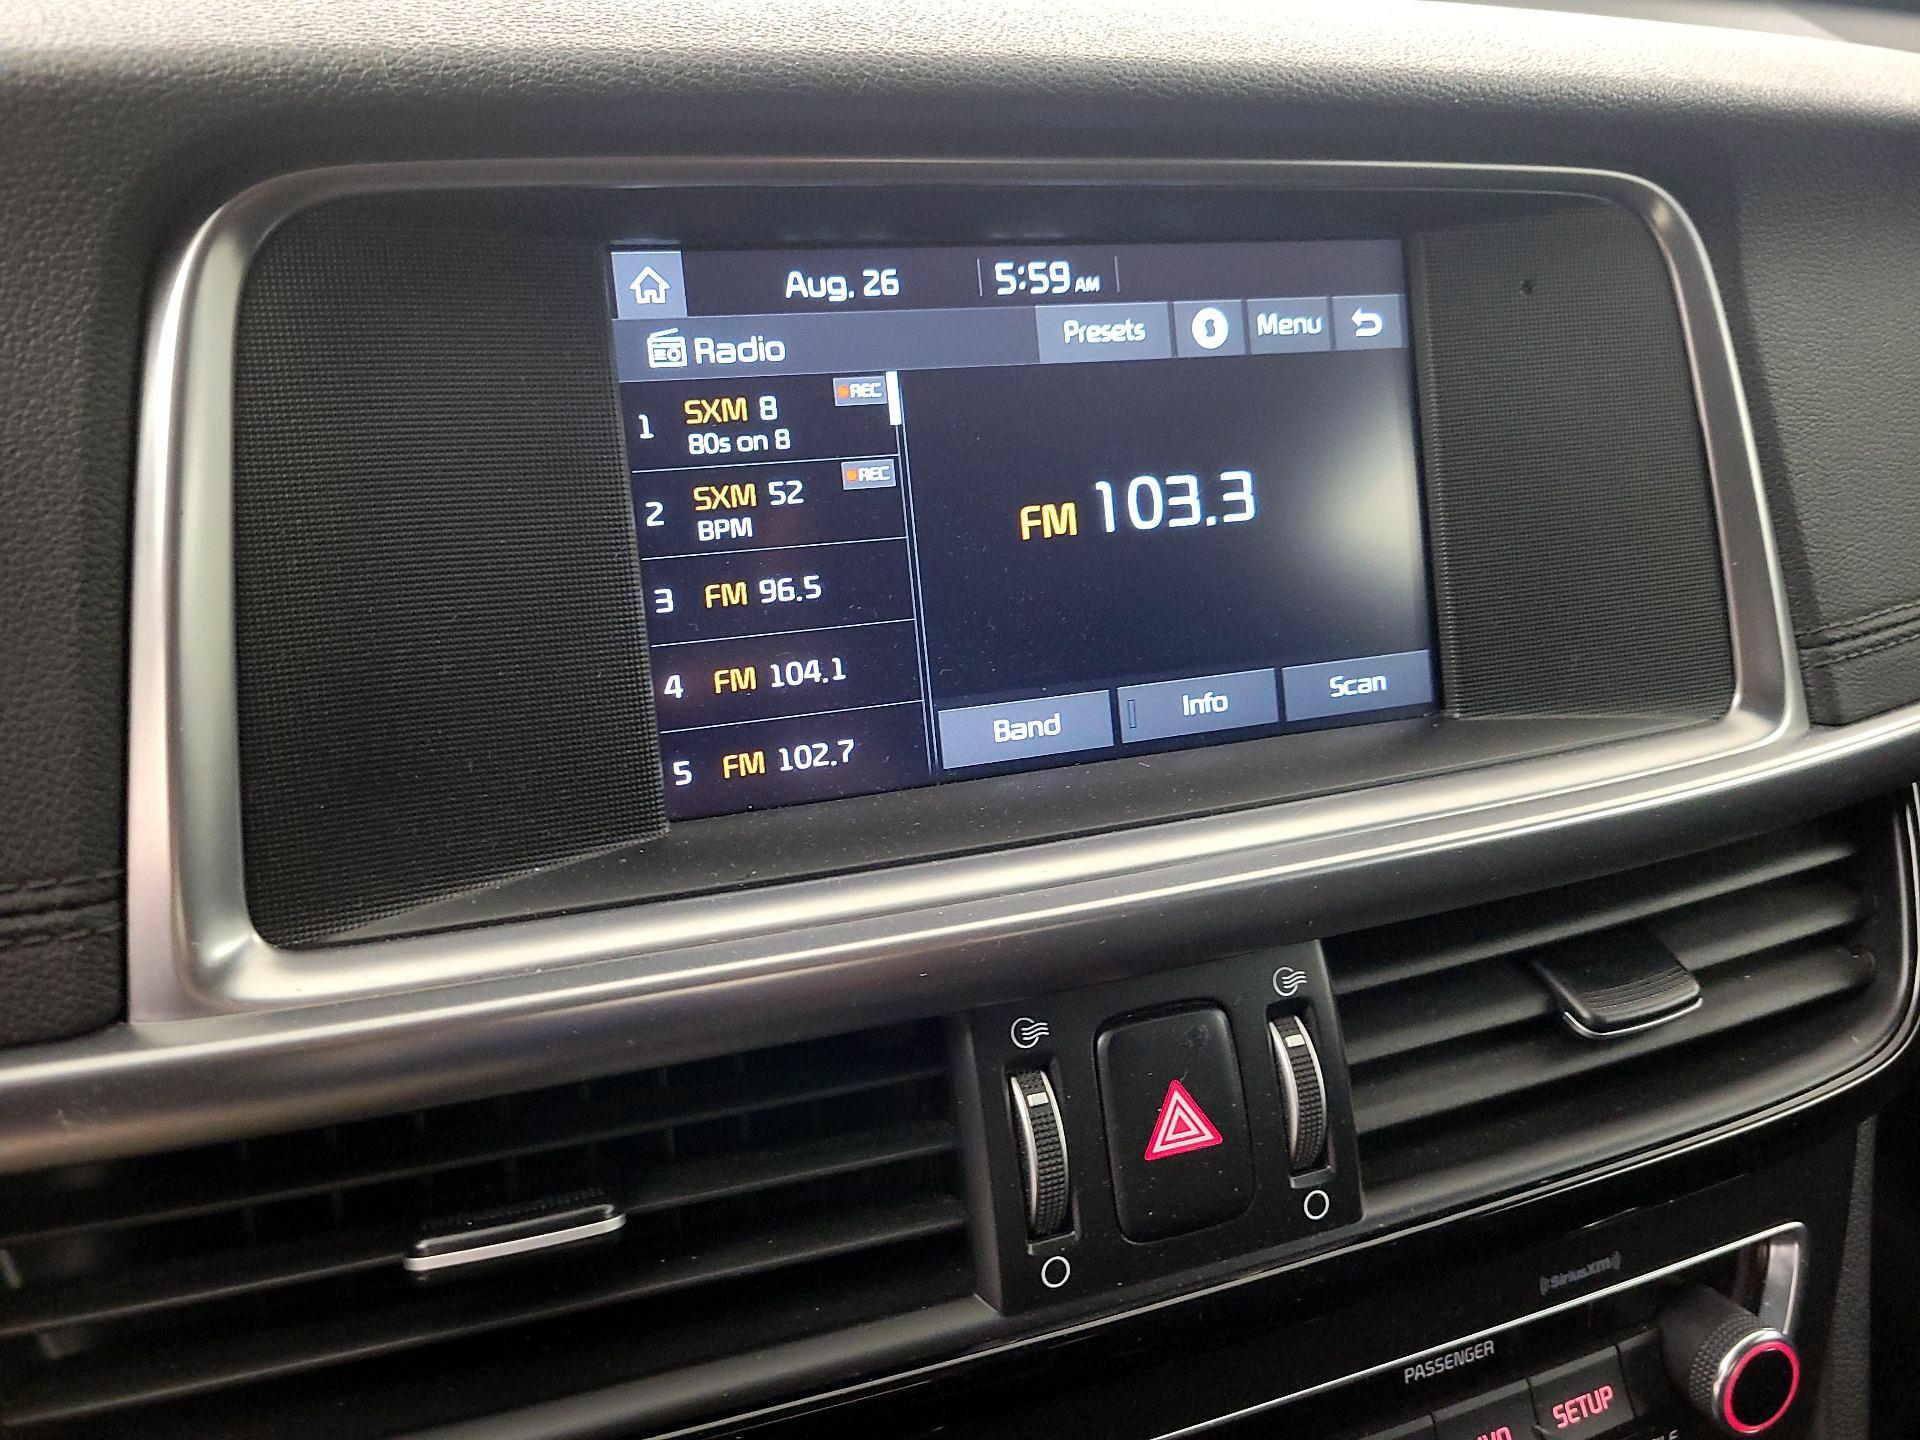 Aug. 26
5:59 AM
Radio
Presets
Menu
1
SXM 8
REC
80s on 8
2
SXM 52
REC
BPM
3 FM 96.5
4 FM 104.1
5 FM 102.7
FM 103.3
Band
Info
Scan
((SiriusXM))
PASSENGER
SETUP